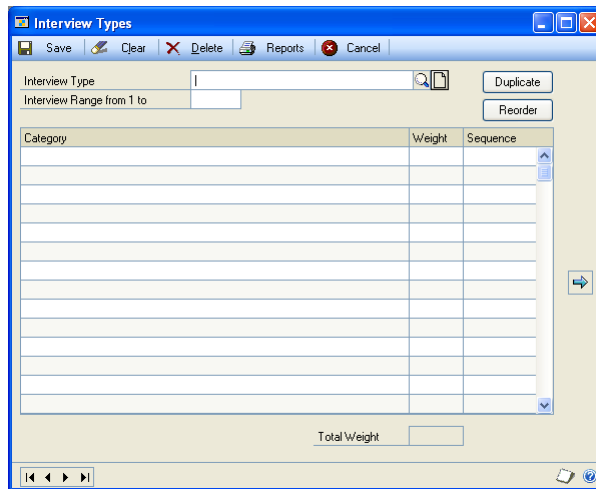 Interview Types
Save Clear Delete Reports Cancel
Interview Type Duplicate
Interview Range from 1 to Reorder
Category Weight Sequence
Total Weight